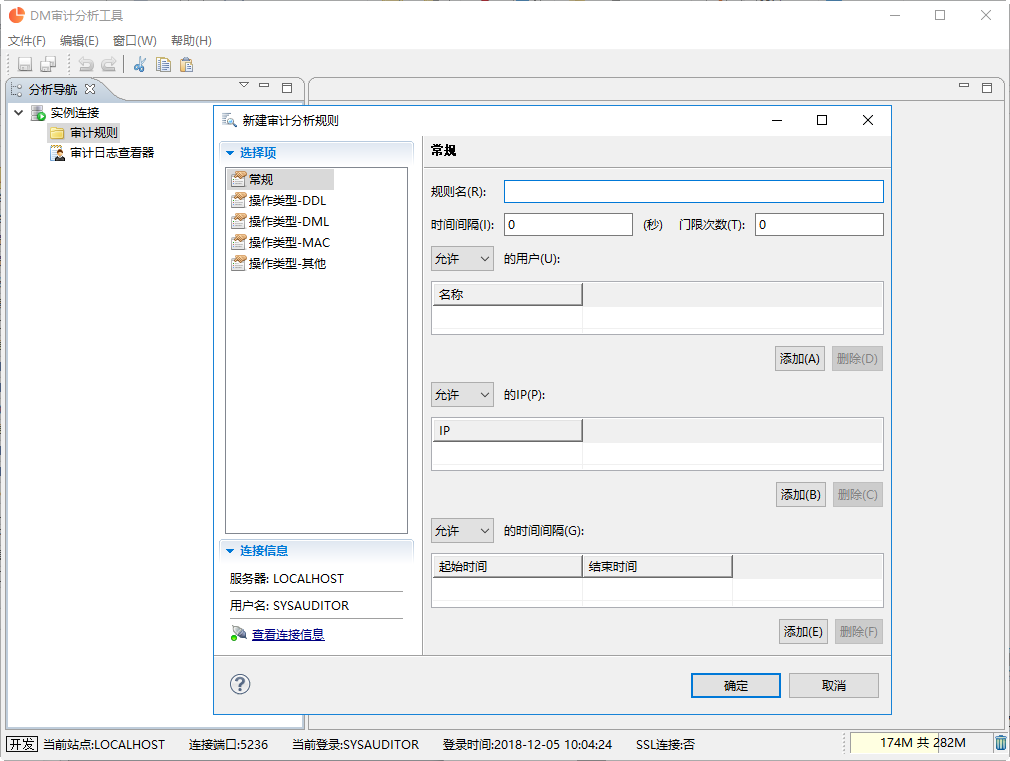 DM审计分析工具
文件(F) 编辑(E) 窗口(W) 帮助(H)
分析导航
实例连接
审计规则
审计日志查看器
新建审计分析规则
选择项
常规
操作类型-DDL
操作类型-DML
操作类型-MAC
操作类型-其他
连接信息
服务器: LOCALHOST
用户名: SYSAUDITOR
查看连接信息
常规
规则名(R):
时间间隔(I): 0 (秒) 门限次数(T): 0
允许 的用户(U):
名称
添加(A) 删除(D)
允许 的IP(P):
IP
添加(B) 删除(C)
允许 的时间间隔(G):
起始时间 结束时间
添加(E) 删除(F)
? 确定 取消
开发 当前站点:LOCALHOST 连接端口:5236 当前登录:SYSAUDITOR 登录时间:2018-12-05 10:04:24 SSL连接:否 174M 共 282M